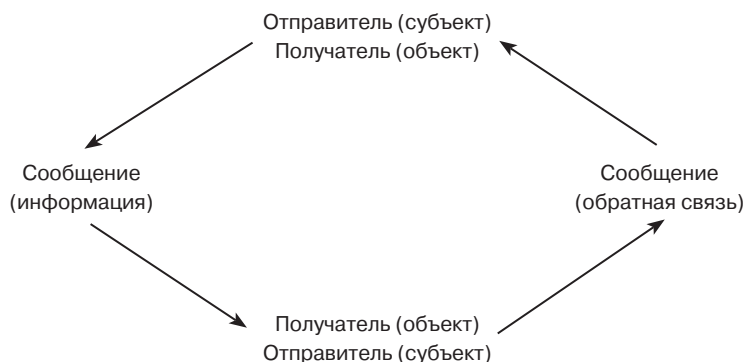 Отправитель (субъект)
Получатель (объект)
Сообщение
(информация)
Сообщение
(обратная связь)
Получатель (объект)
Отправитель (субъект)